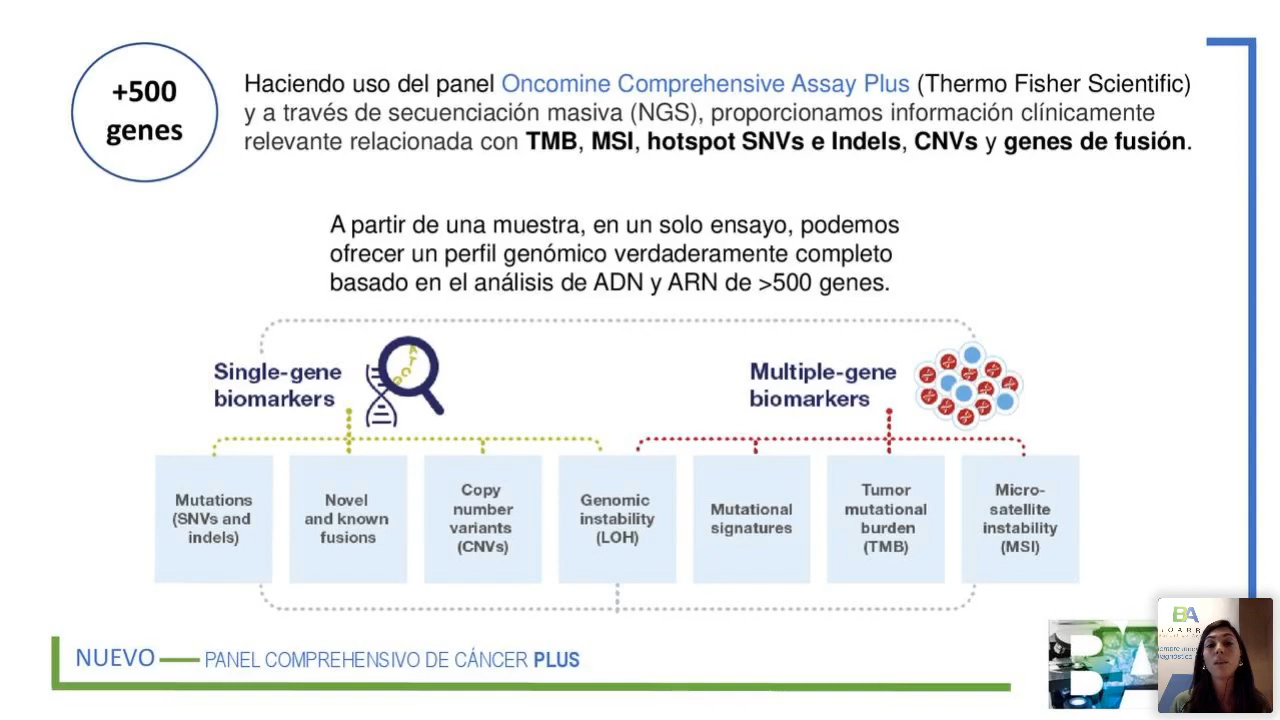 +500
genes
Haciendo uso del panel Oncomine Comprehensive Assay Plus (Thermo Fisher Scientific)
y a través de secuenciación masiva (NGS), proporcionamos información clínicamente
relevante relacionada con TMB, MSI, hotspot SNVs e Indels, CNVs y genes de fusión.
A partir de una muestra, en un solo ensayo, podemos
ofrecer un perfil genómico verdaderamente completo
basado en el análisis de ADN y ARN de >500 genes.
Single-gene
biomarkers
Multiple-gene
biomarkers
Mutations
(SNVs and
indels)
Novel
and known
fusions
Copy
number
variants
(CNVs)
Genomic
instability
(LOH)
Mutational
signatures
Tumor
mutational
burden
(TMB)
Micro-
satellite
instability
(MSI)
NUEVO
PANEL COMPREHENSIVO DE CÁNCER PLUS
BA
BA